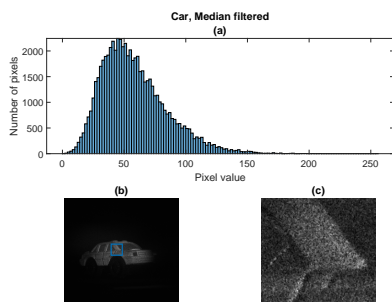 Car, Median filtered
(a)
Number of pixels
2000
1500
1000
500
0
0 50 100 150 200 250
Pixel value
(b) (c)